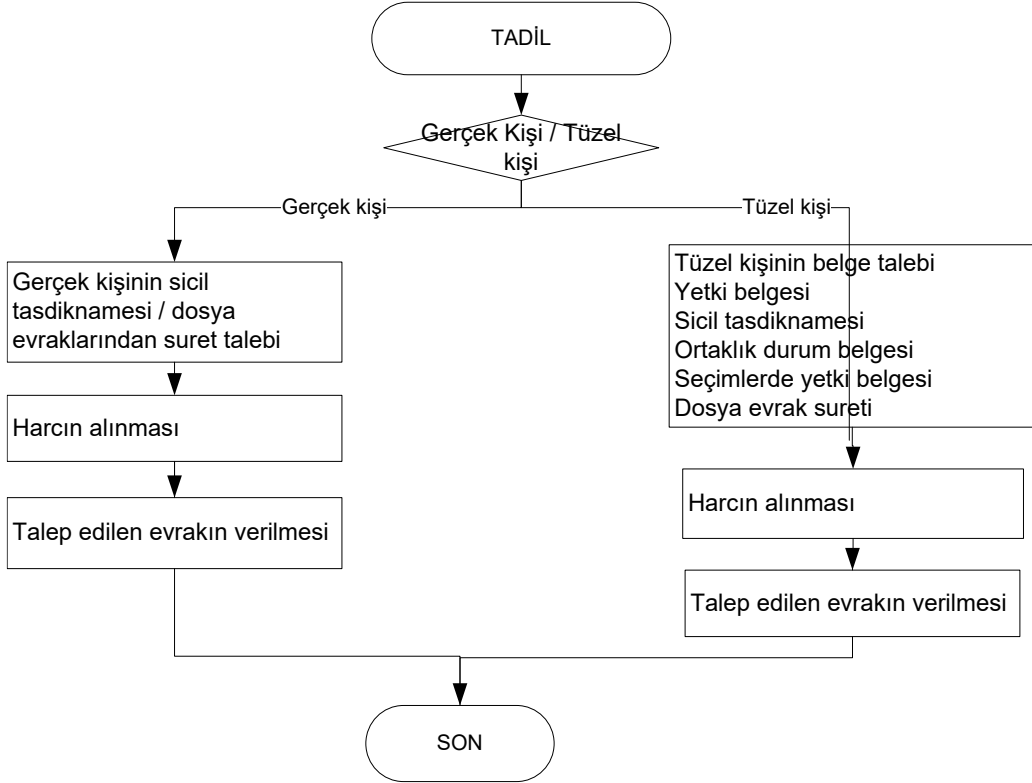 TADİL
Gerçek Kişi / Tüzel
kişi
Gerçek kişi
Tüzel kişi
Gerçek kişinin sicil
tasdiknamesi / dosya
evraklarından suret talebi
Harcın alınması
Talep edilen evrakın verilmesi
Tüzel kişinin belge talebi
Yetki belgesi
Sicil tasdiknamesi
Ortaklık durum belgesi
Seçimlerde yetki belgesi
Dosya evrak sureti
Harcın alınması
Talep edilen evrakın verilmesi
SON